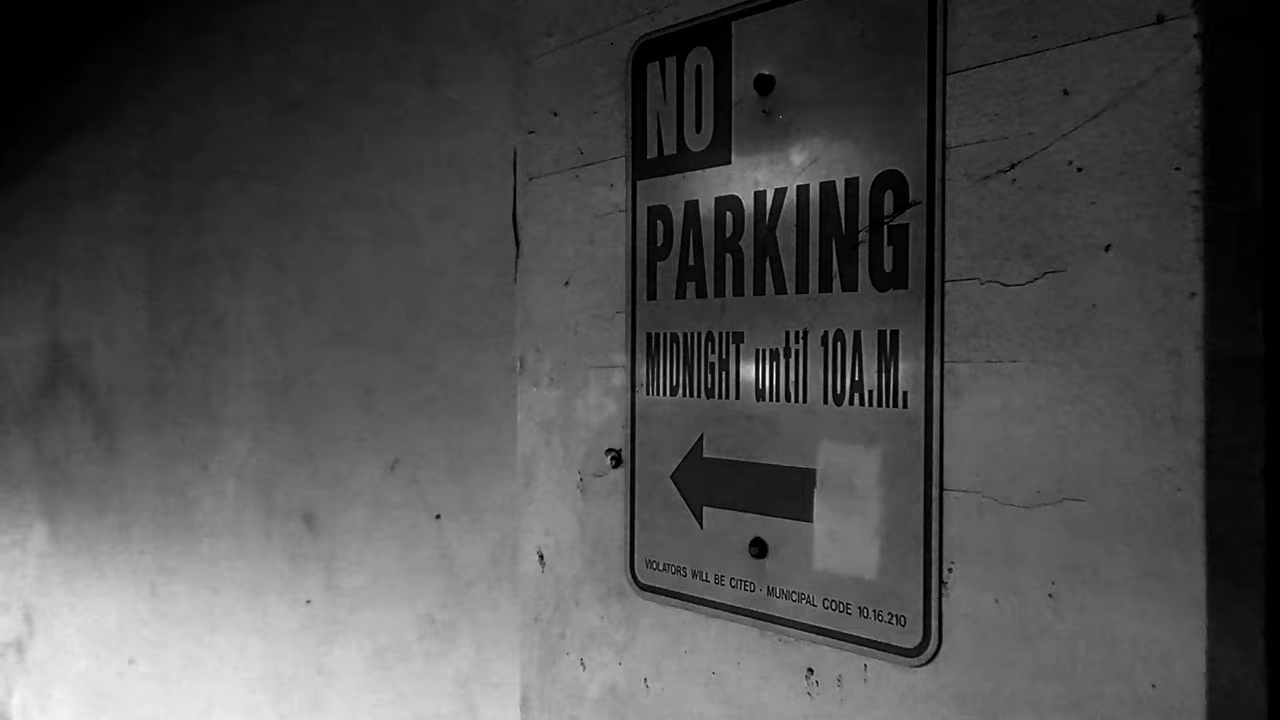 NO
PARKING
MIDNIGHT until 10A.M.
VIOLATORS WILL BE CITED · MUNICIPAL CODE 10.16.210